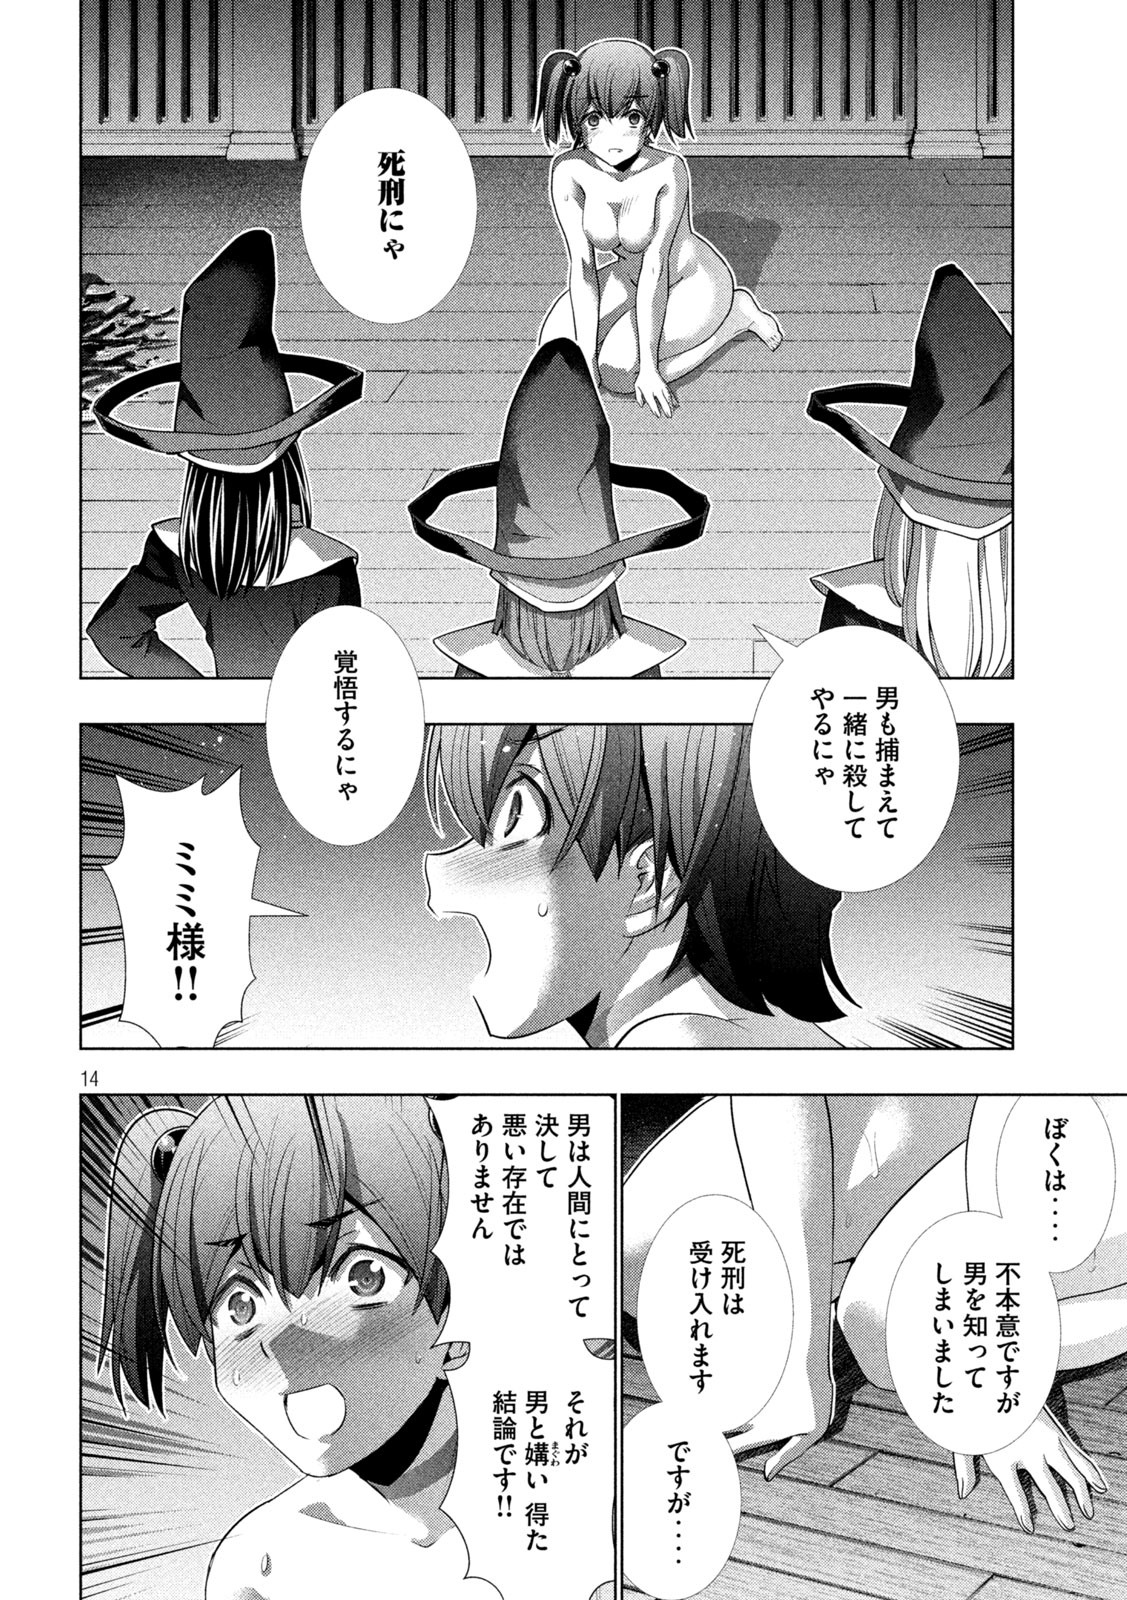 死刑にゃ
男も捕まえて
一緒に殺して
やるにゃ
覚悟するにゃ
ミミ様!!
ぼくは‥‥
不本意ですが
男を知って
しまいました
死刑は
受け入れます
ですが‥‥
男は人間にとって
決して
悪い存在では
ありません
それが
男と媾い 得た
まぐわ
結論です!!
14